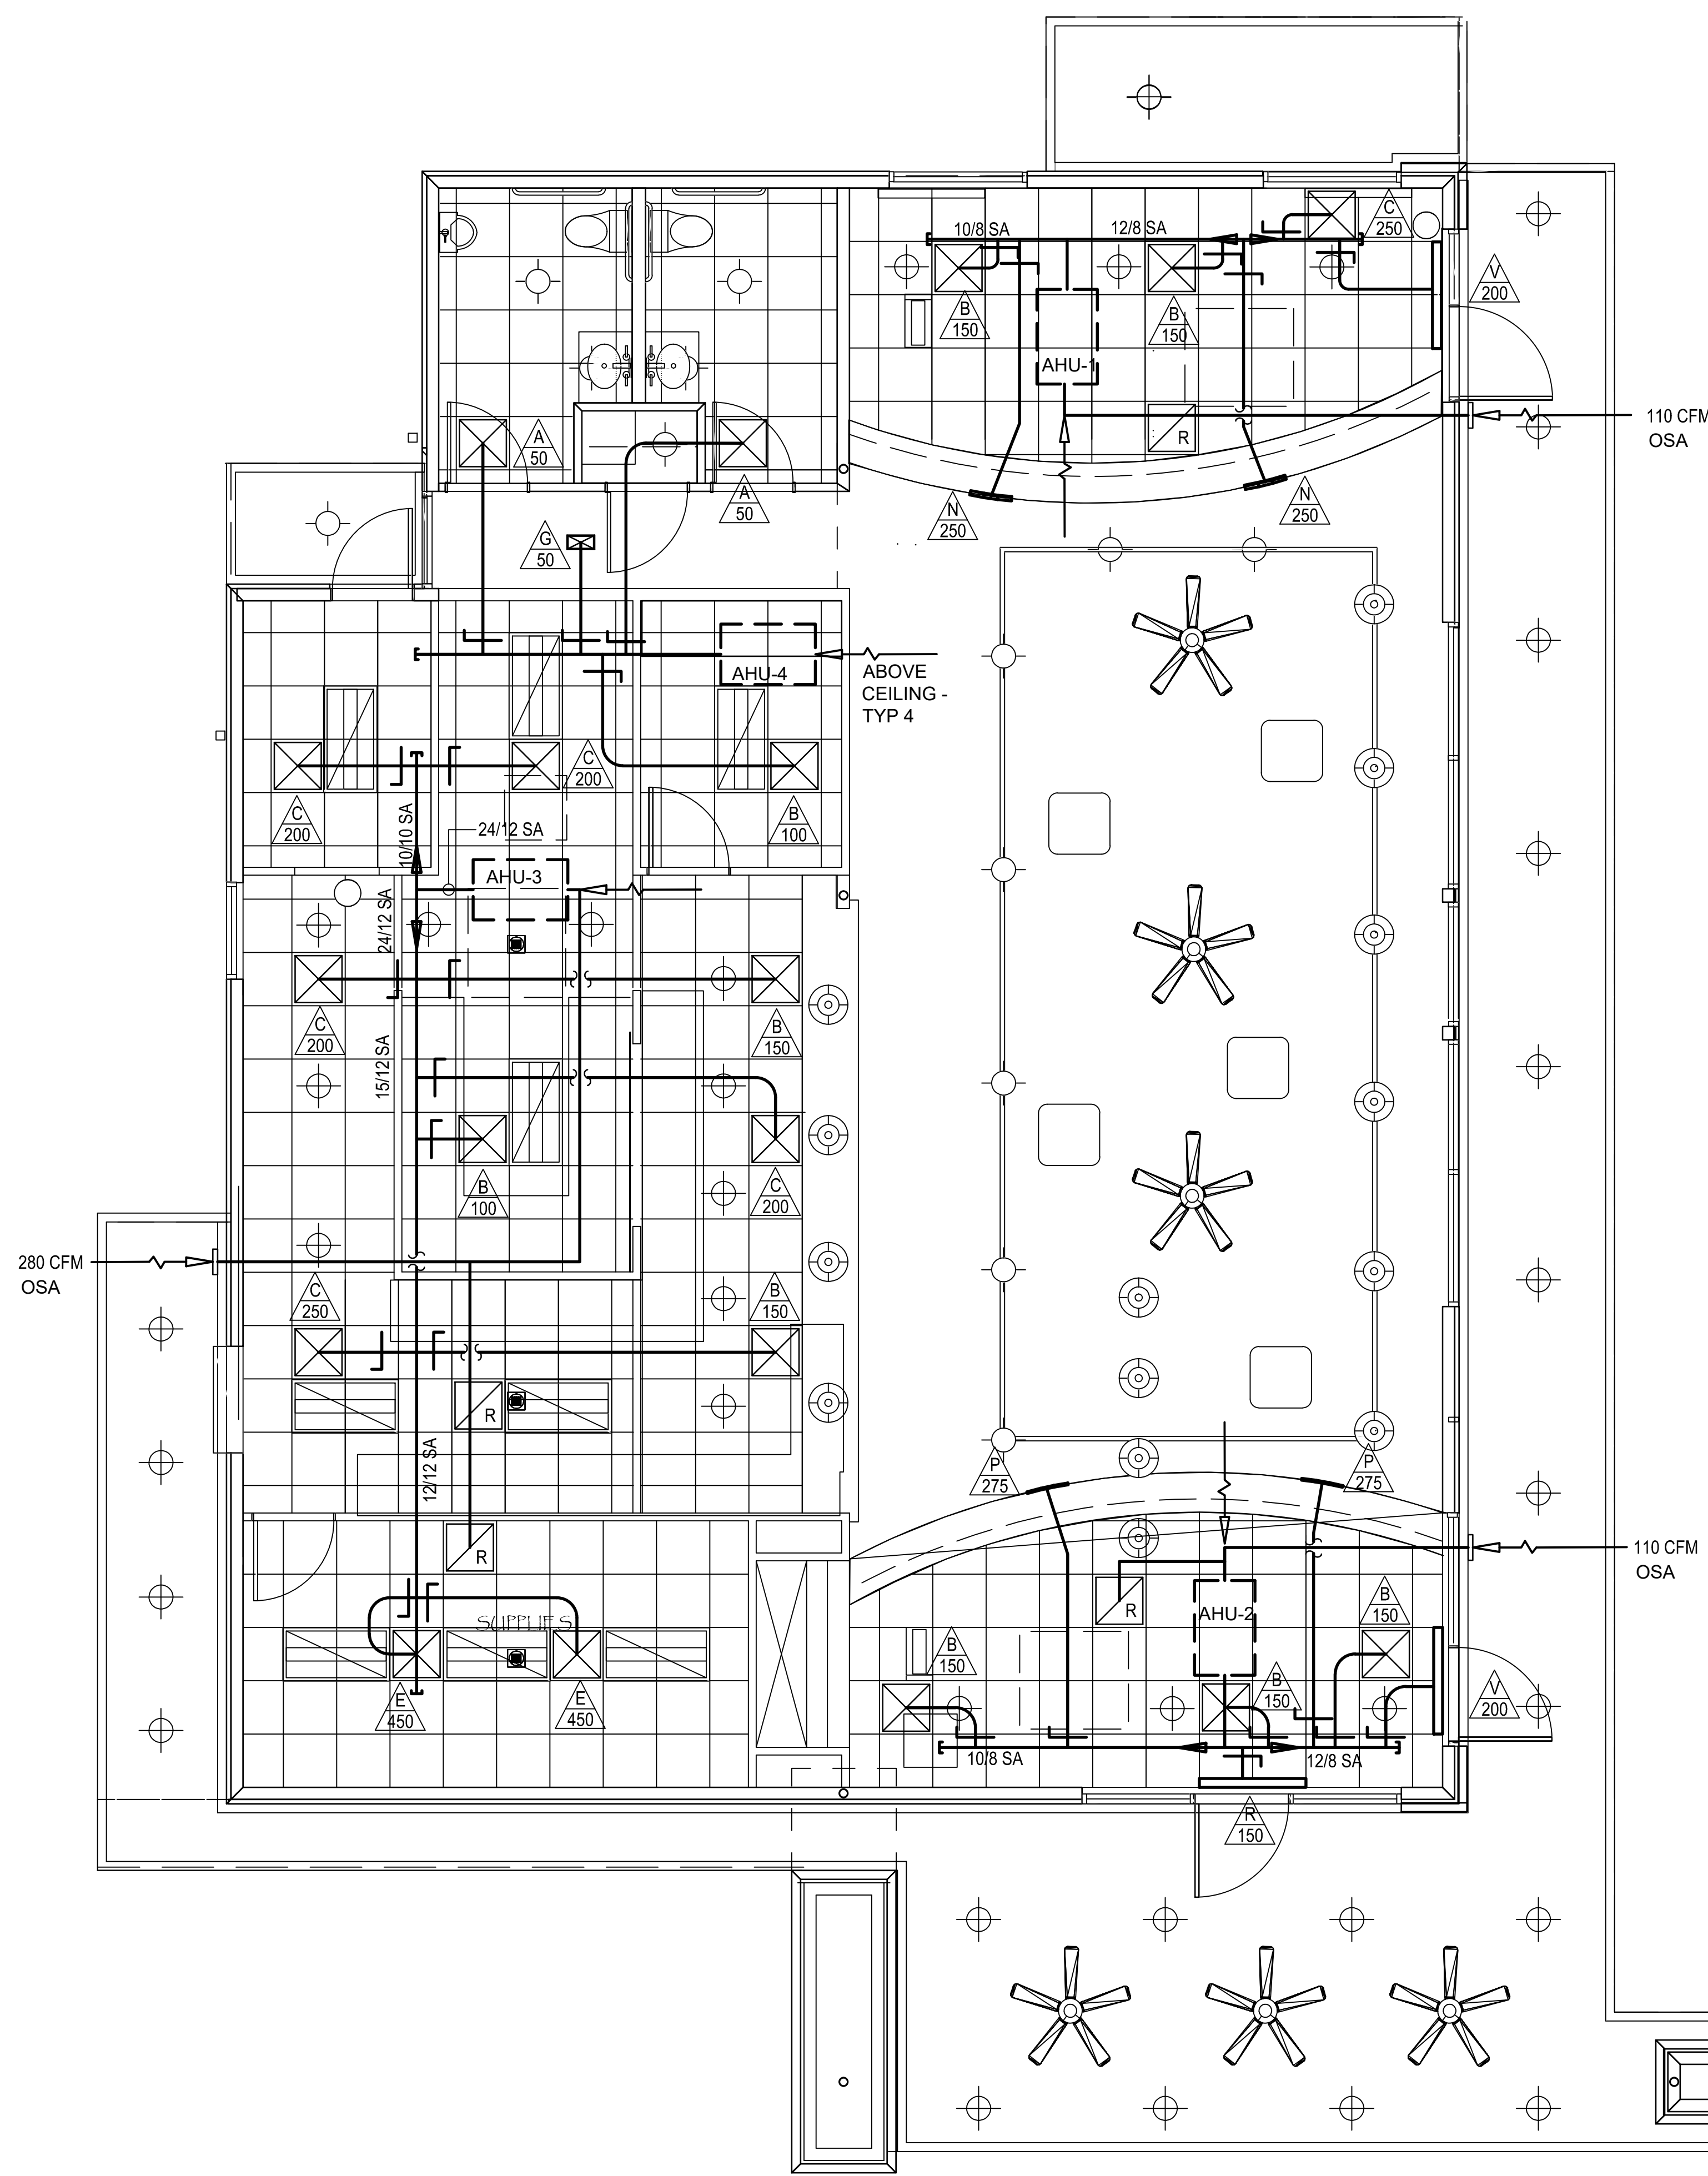 10/8 SA
12/8 SA
C
250
V
200
B
150
B
150
AHU-1
R
110 CFM
OSA
A
50
A
50
N
250
N
250
G
50
AHU-4
ABOVE
CEILING -
TYP 4
C
200
C
200
B
100
10/10 SA
24/12 SA
AHU-3
24/12 SA
C
200
B
150
15/12 SA
B
100
C
200
280 CFM
OSA
C
250
B
150
R
12/12 SA
P
275
P
275
R
110 CFM
OSA
R
AHU-2
B
150
SUPPLIES
B
150
B
150
E
450
E
450
V
200
10/8 SA
12/8 SA
R
150